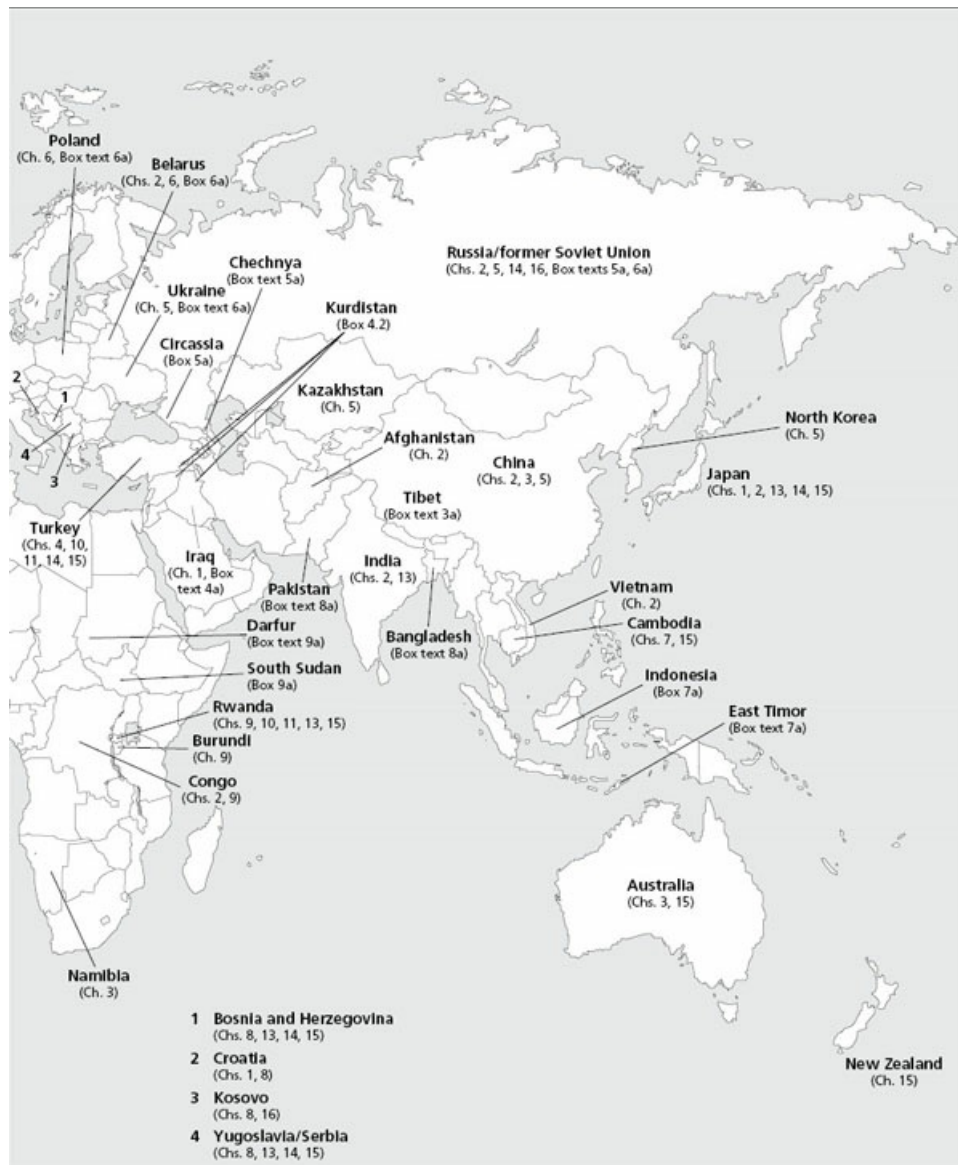 Poland
(Ch. 6, Box text 6a)
Belarus
(Chs. 2, 6, Box 6a)
Russia/former Soviet Union
(Chs. 2, 5, 14, 16, Box texts 5a, 6a)
Chechnya
(Box text 5a)
Ukraine
(Ch. 5, Box text 6a)
Kurdistan
(Box 4.2)
Circassia
(Box 5a)
2
1
Kazakhstan
(Ch. 5)
North Korea
(Ch. 5)
Afghanistan
(Ch. 2)
China
(Chs. 2, 3, 5)
4
3
Japan
(Chs. 1, 2, 13, 14, 15)
Tibet
(Box text 3a)
Turkey
(Chs. 4, 10,
11, 14, 15)
Iraq
(Ch. 1, Box
text 4a)
India
(Chs. 2, 13)
Pakistan
(Box text 8a)
Vietnam
(Ch. 2)
Darfur
(Box text 9a)
Bangladesh
(Box text 8a)
Cambodia
(Chs. 7, 15)
South Sudan
(Box 9a)
Indonesia
(Box 7a)
Rwanda
(Chs. 9, 10, 11, 13, 15)
East Timor
(Box text 7a)
Burundi
(Ch. 9)
Congo
(Chs. 2, 9)
Australia
(Chs. 3, 15)
Namibia
(Ch. 3)
1 Bosnia and Herzegovina
(Chs. 8, 13, 14, 15)
2 Croatia
(Chs. 1, 8)
3 Kosovo
(Chs. 8, 16)
4 Yugoslavia/Serbia
(Chs. 8, 13, 14, 15)
New Zealand
(Ch. 15)